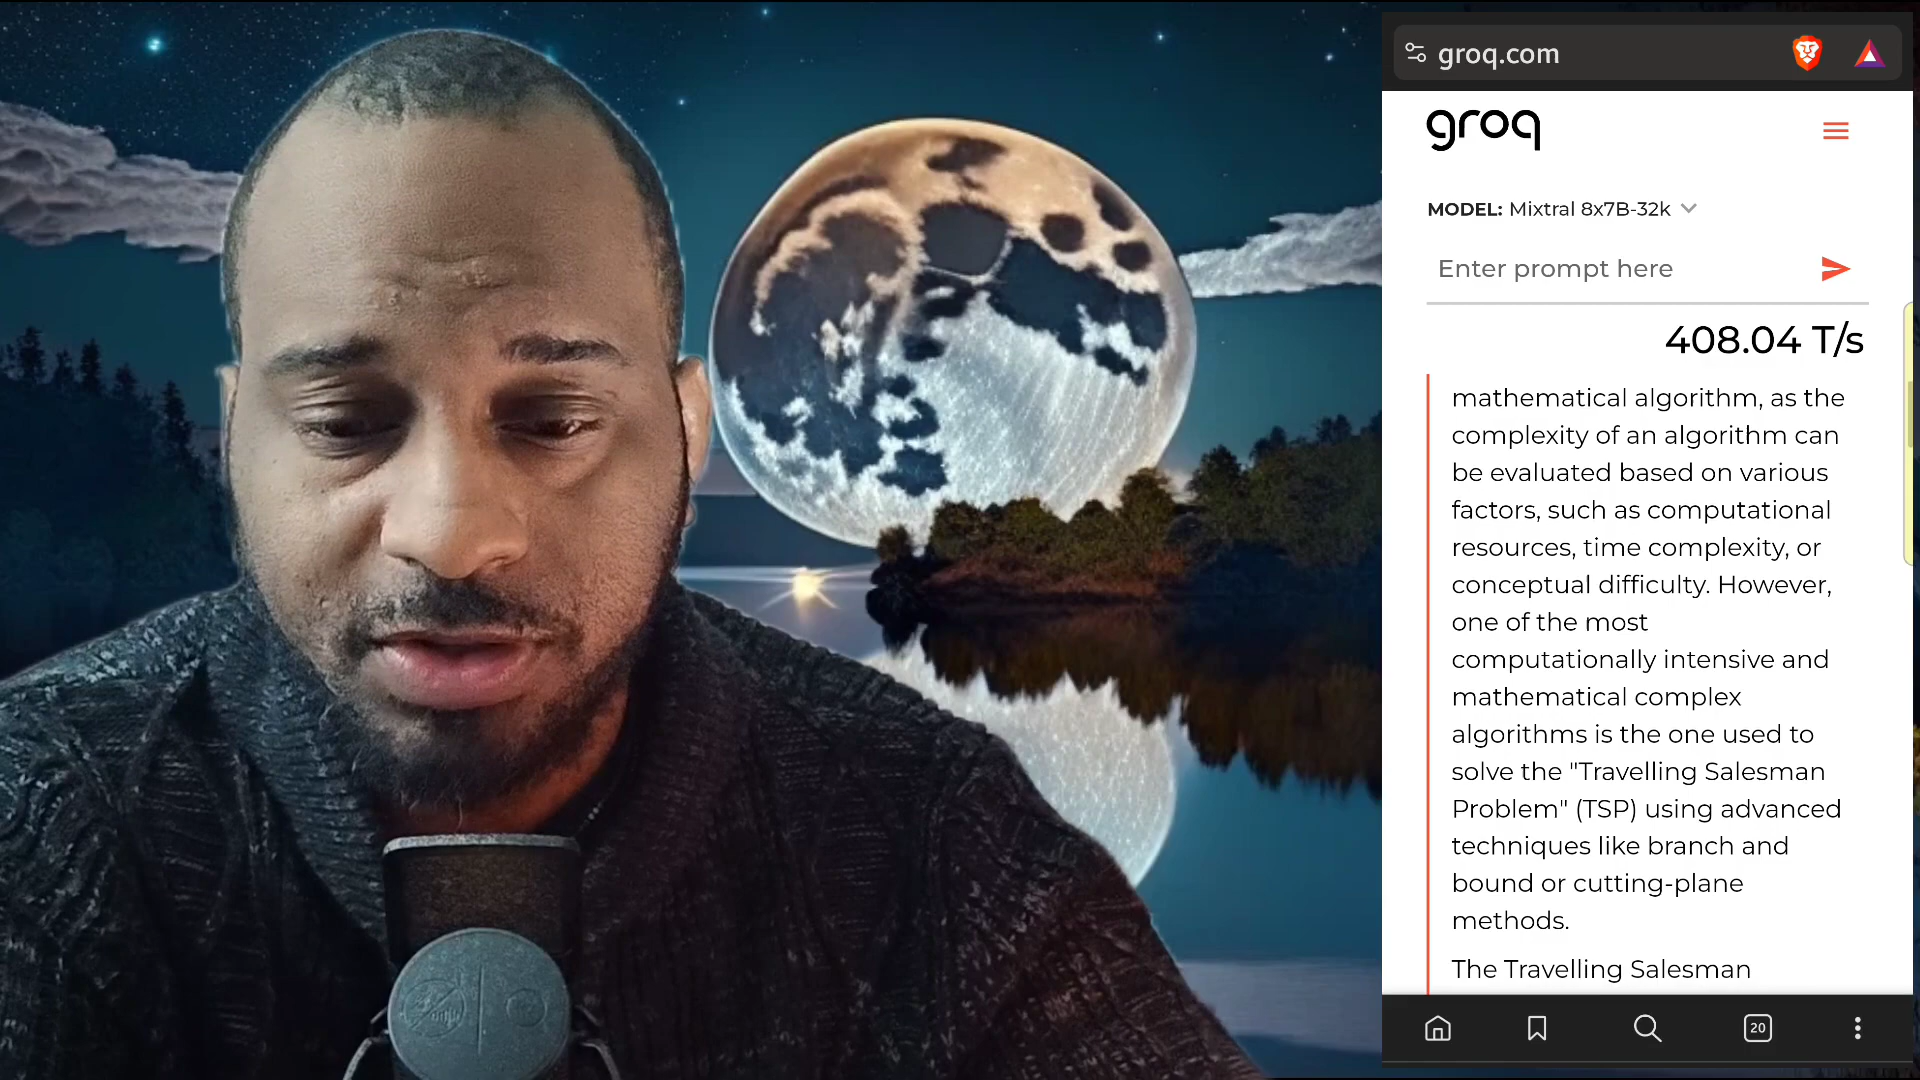 groq.com
groq
MODEL: Mixtral 8x7B-32k
Enter prompt here
408.04 T/s
mathematical algorithm, as the
complexity of an algorithm can
be evaluated based on various
factors, such as computational
resources, time complexity, or
conceptual difficulty. However,
one of the most
computationally intensive and
mathematical complex
algorithms is the one used to
solve the "Travelling Salesman
Problem" (TSP) using advanced
techniques like branch and
bound or cutting-plane
methods.
The Travelling Salesman
20